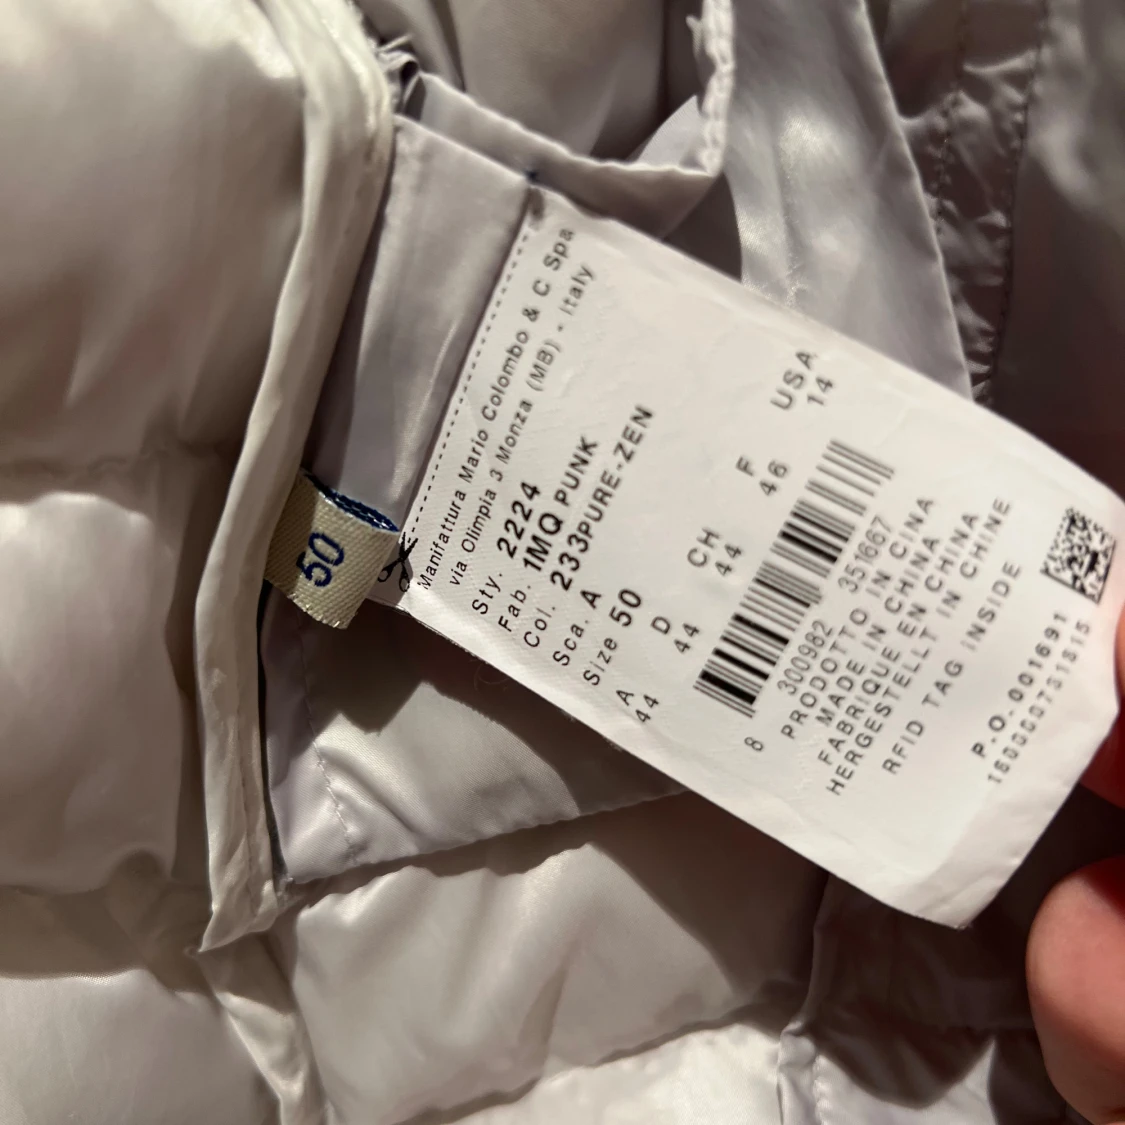 50
Manifattura Mario Colombo & C Spa
via Olimpia 3 Monza (MB) - Italy
Sty. 2224
Fab. 1MQ PUNK
Col. 233PURE-ZEN
Sca. A
Size 50
A D CH F USA
44 44 44 46 14
8 300982 351667
PRODOTTO IN CINA
MADE IN CHINA
FABRIQUE EN CHINA
HERGESTELLT IN CHINE
RFID TAG INSIDE
P.O. 001691